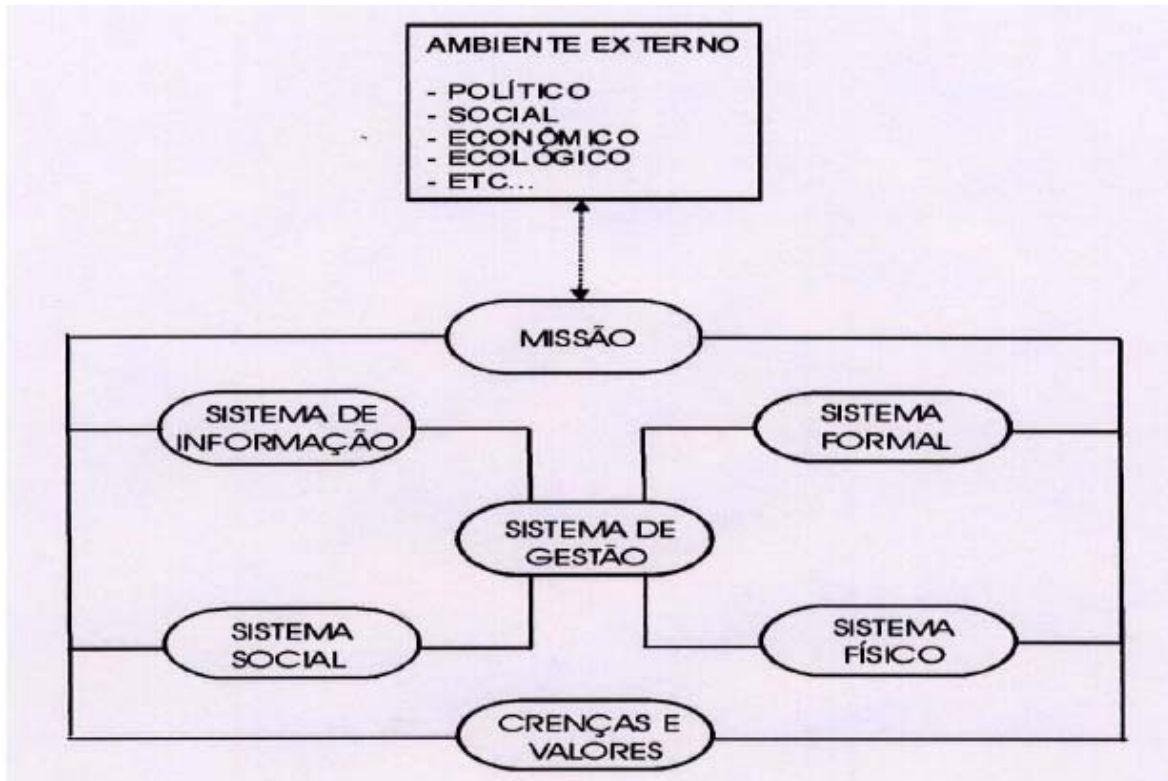 AMBIENTE EXTERNO
- POLÍTICO
- SOCIAL
- ECONÔMICO
- ECOLÓGICO
- ETC...
MISSÃO
SISTEMA DE
INFORMAÇÃO
SISTEMA
FORMAL
SISTEMA DE
GESTÃO
SISTEMA
SOCIAL
SISTEMA
FÍSICO
CRENÇAS E
VALORES